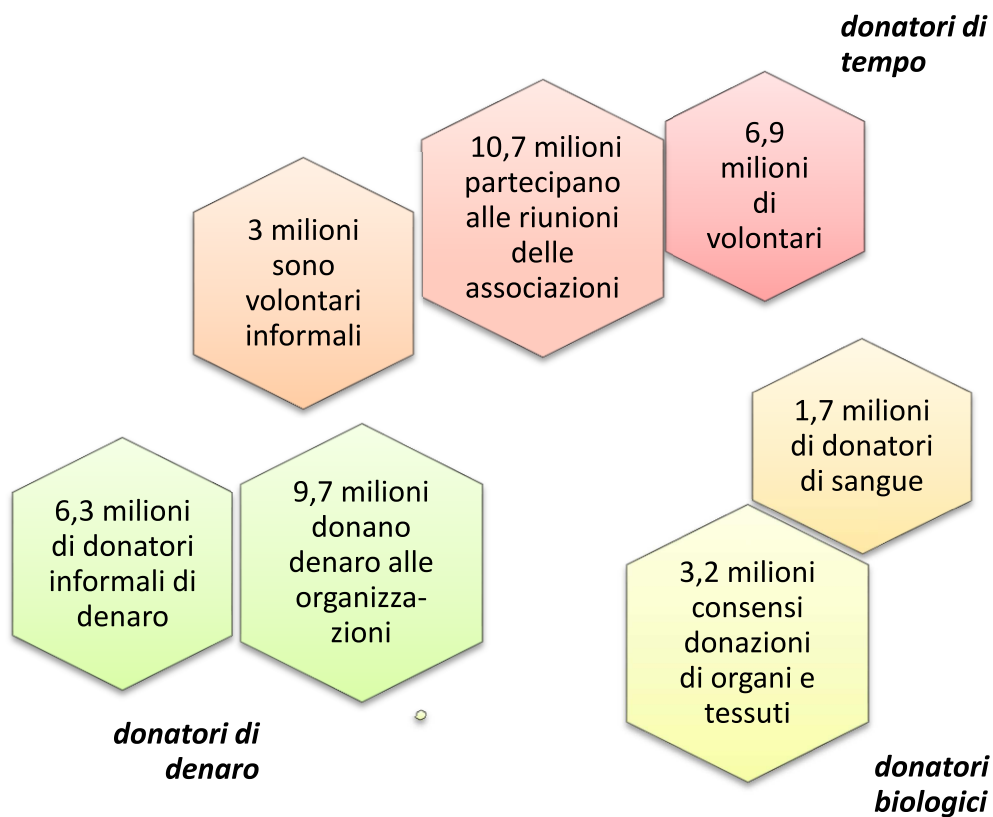 donatori di
tempo
6,9
milioni
di
volontari
10,7 milioni
partecipano
alle riunioni
delle
associazioni
3 milioni
sono
volontari
informali
1,7 milioni
di donatori
di sangue
3,2 milioni
consensi
donazioni
di organi e
tessuti
donatori
biologici
9,7 milioni
donano
denaro alle
organizza-
zioni
6,3 milioni
di donatori
informali di
denaro
donatori di
denaro